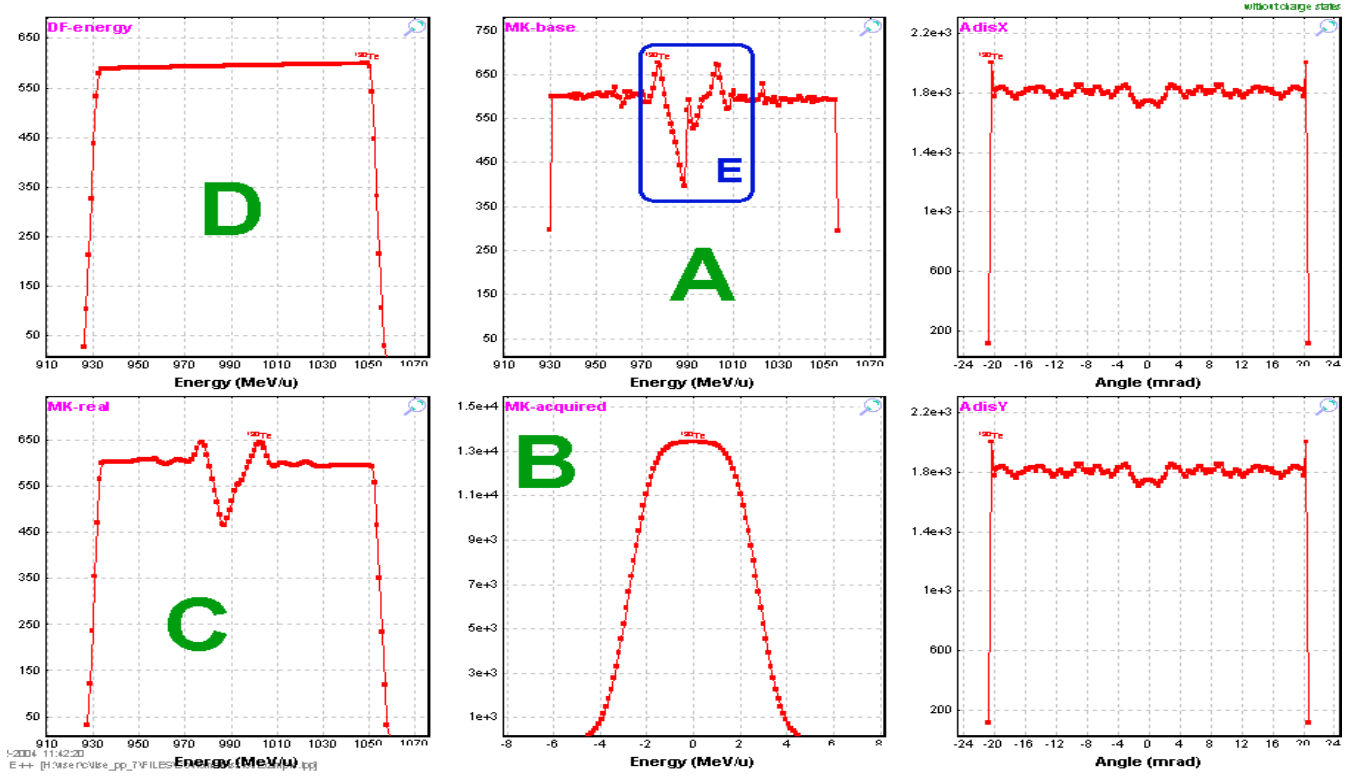 without charge states
DF-energy
MK-base
AdisX
650
550
450
350
250
150
50
D
910 930 950 970 990 1010 1030 1050 1070
Energy (MeV/u)
750
650
550
450
350
250
150
50
E
A
910 930 950 970 990 1010 1030 1050 1070
Energy (MeV/u)
2.2e+3
1.8e+3
1.4e+3
1e+3
600
200
-24 -20 -16 -12 -8 -4 0 4 8 12 16 20 24
Angle (mrad)
MK-real
MK-acquired
AdisY
650
550
450
350
250
150
50
C
910 930 950 970 990 1010 1030 1050 1070
Energy (MeV/u)
1.5e+4
1.3e+4
1.1e+4
9e+3
7e+3
5e+3
3e+3
1e+3
B
-8 -6 -4 -2 0 2 4 6 8
Energy (MeV/u)
2.2e+3
1.8e+3
1.4e+3
1e+3
600
200
-24 -20 -16 -12 -8 -4 0 4 8 12 16 20 24
Angle (mrad)
-2004 11:42:20